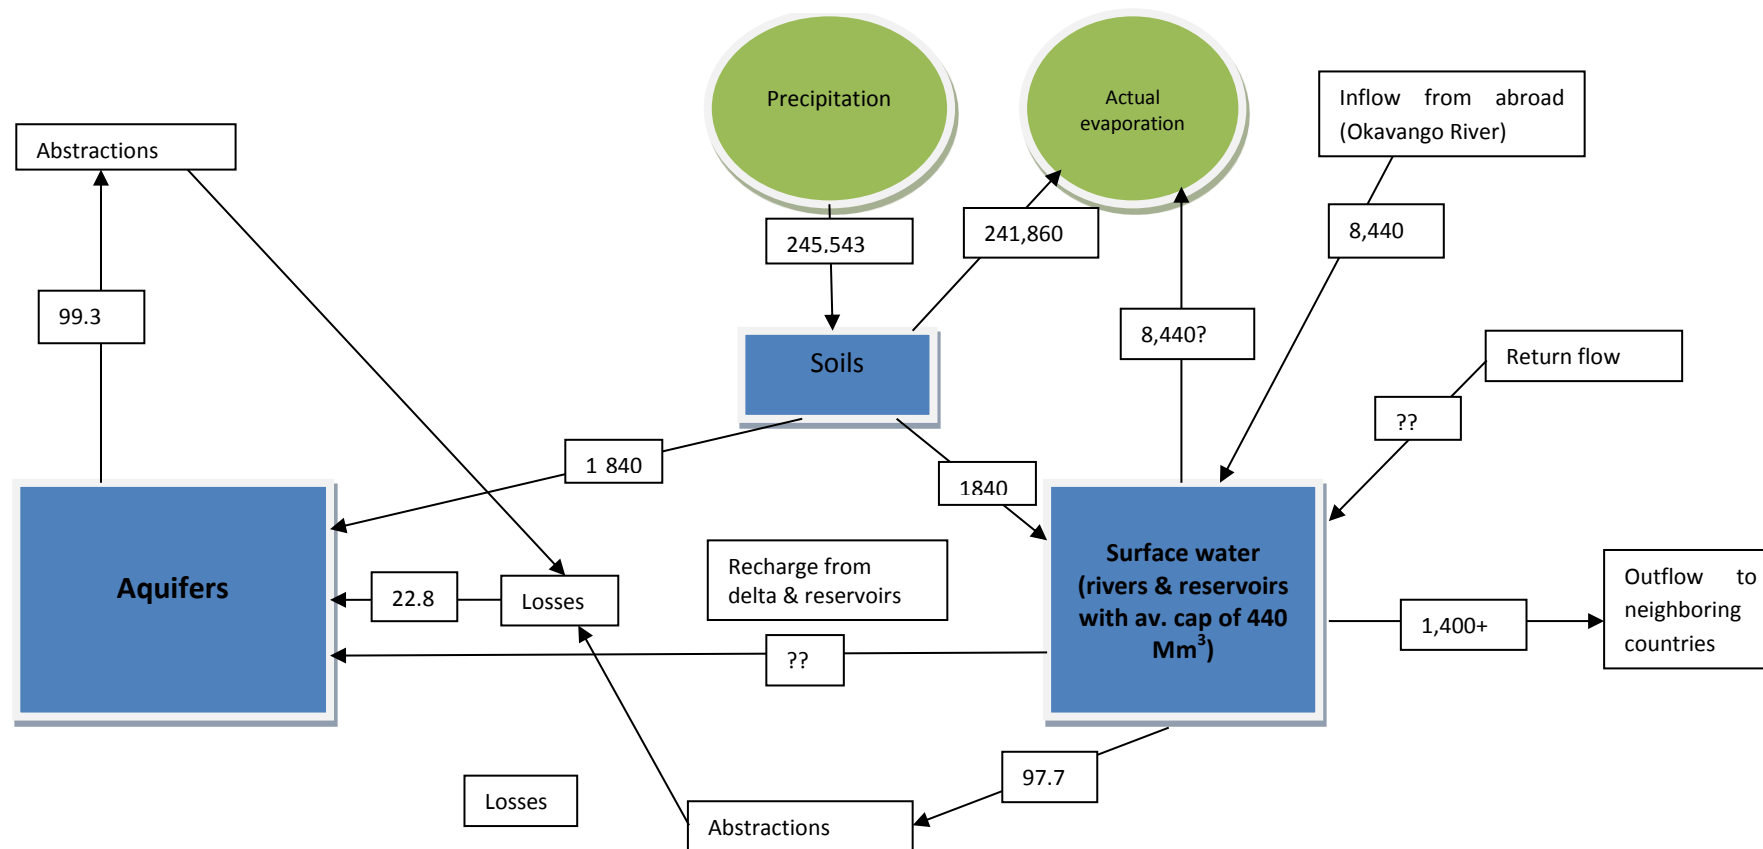 Precipitation
Actual
evaporation
Inflow from abroad
(Okavango River)
Abstractions
245,543
241,860
8,440
99.3
8,440?
Soils
Return flow
??
1 840
1840
Aquifers
22.8
Losses
Recharge from
delta & reservoirs
??
Surface water
(rivers & reservoirs
with av. cap of 440
Mm³)
1,400+
Outflow to
neighboring
countries
97.7
Losses
Abstractions